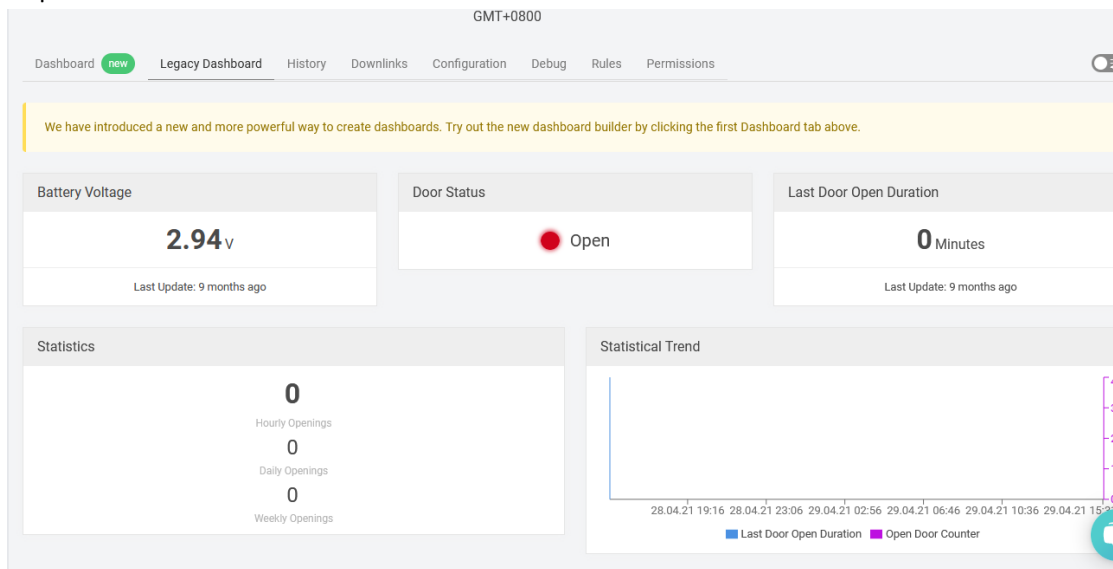 GMT+0800
Dashboard new Legacy Dashboard History Downlinks Configuration Debug Rules Permissions
We have introduced a new and more powerful way to create dashboards. Try out the new dashboard builder by clicking the first Dashboard tab above.
Battery Voltage
2.94 V
Last Update: 9 months ago
Door Status
Open
Last Door Open Duration
0 Minutes
Last Update: 9 months ago
Statistics
0
Hourly Openings
0
Daily Openings
0
Weekly Openings
Statistical Trend
28.04.21 19:16 28.04.21 23:06 29.04.21 02:56 29.04.21 06:46 29.04.21 10:36 29.04.21
Last Door Open Duration Open Door Counter